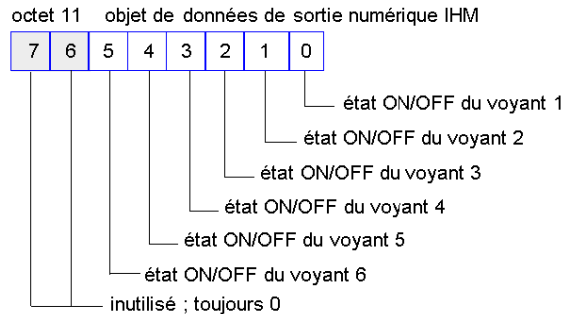 octet 11 objet de données de sortie numérique IHM
7 6 5 4 3 2 1 0
état ON/OFF du voyant 1
état ON/OFF du voyant 2
état ON/OFF du voyant 3
état ON/OFF du voyant 4
état ON/OFF du voyant 5
état ON/OFF du voyant 6
inutilisé ; toujours 0